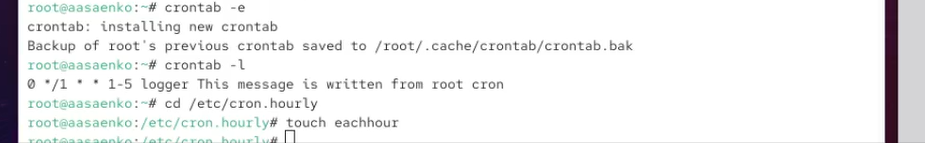 root@aasaenko:~# crontab -e
crontab: installing new crontab
Backup of root's previous crontab saved to /root/.cache/crontab/crontab.bak
root@aasaenko:~# crontab -l
0 */1 * * 1-5 logger This message is written from root cron
root@aasaenko:~# cd /etc/cron.hourly
root@aasaenko:/etc/cron.hourly# touch eachhour
root@aasaenko:/etc/cron.hourly#